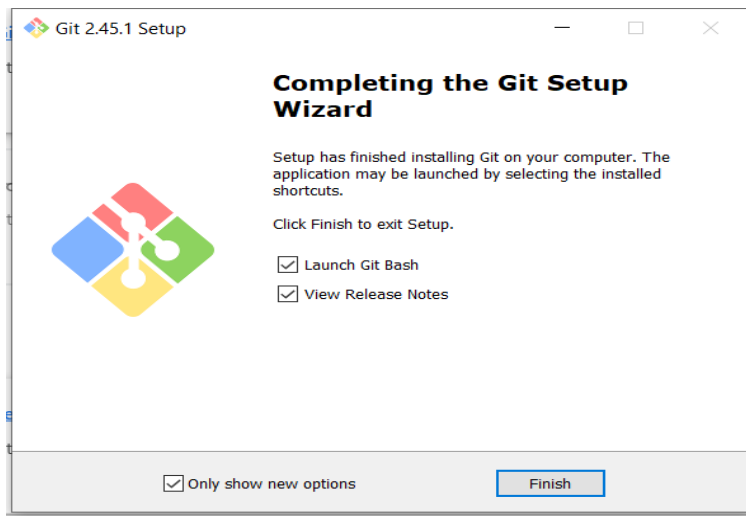 Git 2.45.1 Setup
Completing the Git Setup
Wizard
Setup has finished installing Git on your computer. The
application may be launched by selecting the installed
shortcuts.
Click Finish to exit Setup.
Launch Git Bash
View Release Notes
Only show new options
Finish